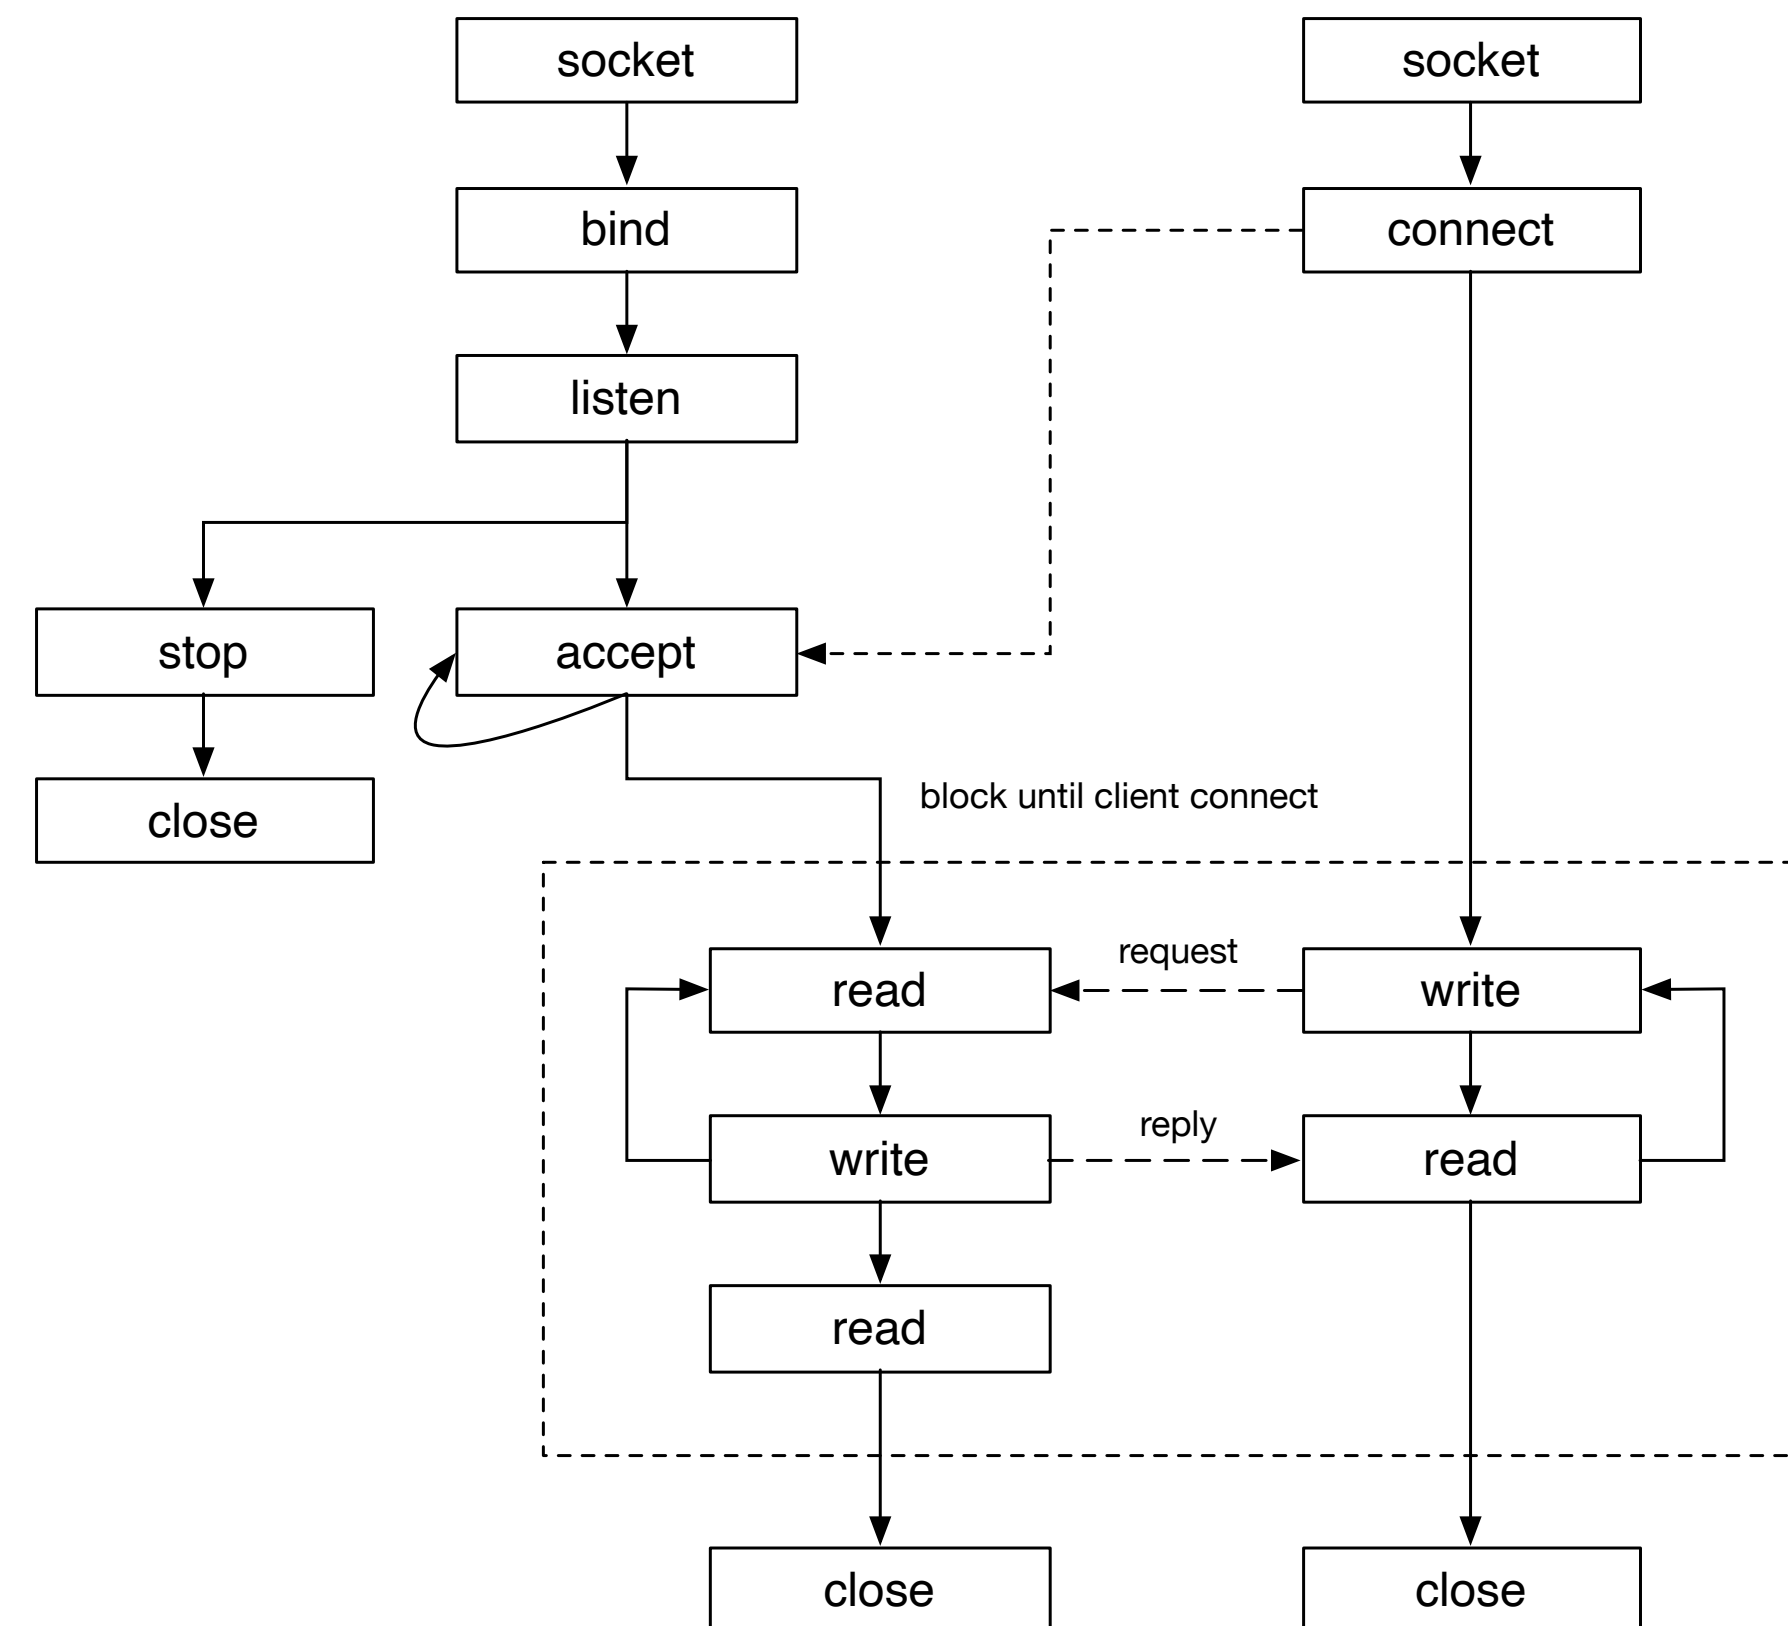 socket
socket
bind
connect
listen
stop
accept
close
block until client connect
request
read
write
reply
write
read
read
close
close